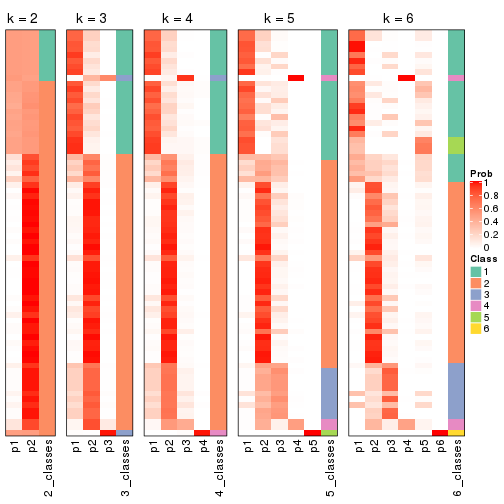 k = 2
k = 3
k = 4
k = 5
k = 6
p1
p2
2_classes
p1
p2
p3
3_classes
p1
p2
p3
p4
4_classes
p1
p2
p3
p4
p5
5_classes
p1
p2
p3
p4
p5
p6
6_classes
Prob
1
0.8
0.6
0.4
0.2
0
Class
1
2
3
4
5
6